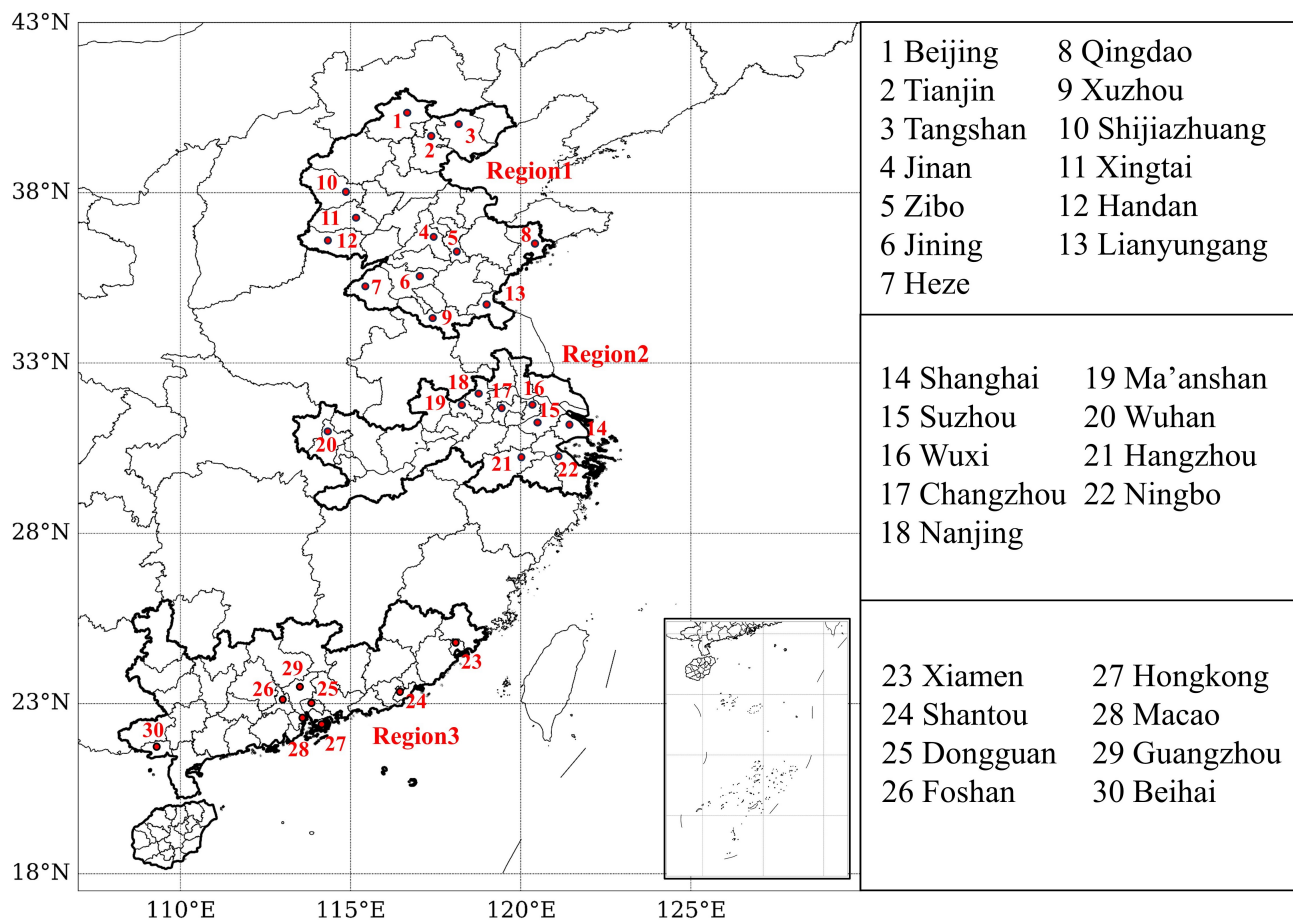 43°N
38°N
33°N
28°N
23°N
18°N
110°E
115°E
120°E
125°E
1
2
3
Region1
10
11
12
4
5
8
6
7
13
9
Region2
18
17
16
19
15
14
20
21
22
23
29
26
25
24
30
28
27
Region3
1 Beijing
2 Tianjin
3 Tangshan
4 Jinan
5 Zibo
6 Jining
7 Heze
8 Qingdao
9 Xuzhou
10 Shijiazhuang
11 Xingtai
12 Handan
13 Lianyungang
14 Shanghai
15 Suzhou
16 Wuxi
17 Changzhou
18 Nanjing
19 Ma’anshan
20 Wuhan
21 Hangzhou
22 Ningbo
23 Xiamen
24 Shantou
25 Dongguan
26 Foshan
27 Hongkong
28 Macao
29 Guangzhou
30 Beihai